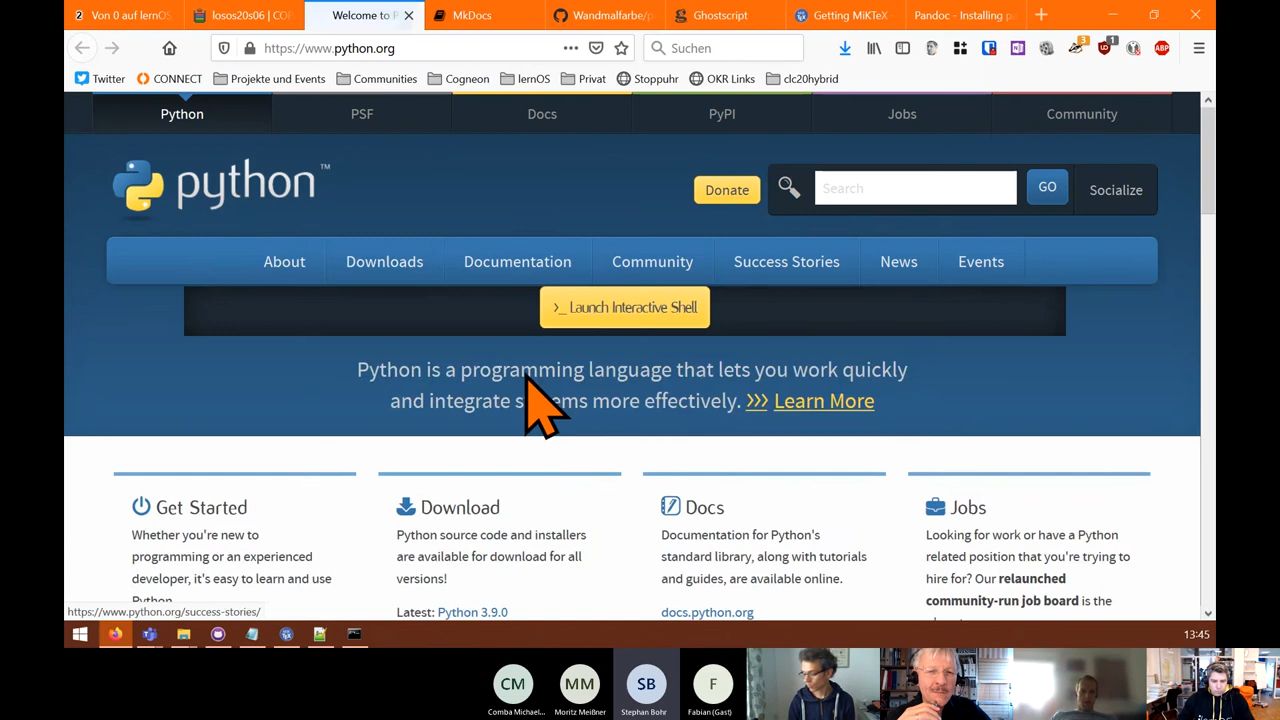 Von 0 auf lernOS
losos20s06 | CO
Welcome to P
MkDocs
Wandmalfarbe/p
Ghostscript
Getting MiKTeX
Pandoc - Installing pa
https://www.python.org
Suchen
3
1
ABP
Twitter
CONNECT
Projekte und Events
Communities
Cogneon
lernOS
Privat
Stoppuhr
OKR Links
clc20hybrid
Python
PSF
Docs
PyPI
Jobs
Community
python™
Donate
Search
GO
Socialize
About
Downloads
Documentation
Community
Success Stories
News
Events
>_ Launch Interactive Shell
Python is a programming language that lets you work quickly
and integrate systems more effectively. >>> Learn More
Get Started
Whether you're new to
programming or an experienced
developer, it's easy to learn and use
Python.
Download
Python source code and installers
are available for download for all
versions!
Latest: Python 3.9.0
Docs
Documentation for Python's
standard library, along with tutorials
and guides, are available online.
docs.python.org
Jobs
Looking for work or have a Python
related position that you're trying to
hire for? Our relaunched
community-run job board is the
https://www.python.org/success-stories/
13:45
CM
MM
SB
F
Comba Michael...
Moritz Meißner
Stephan Bohr
Fabian (Gast)